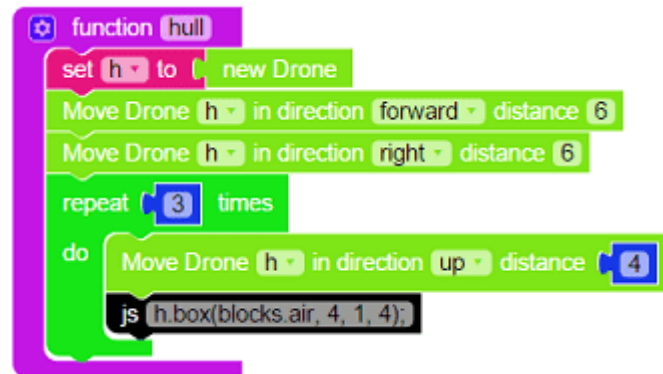 function hull
set h to new Drone
Move Drone h in direction forward distance 6
Move Drone h in direction right distance 6
repeat 3 times
do
Move Drone h in direction up distance 4
js h.box(blocks.air, 4, 1, 4);